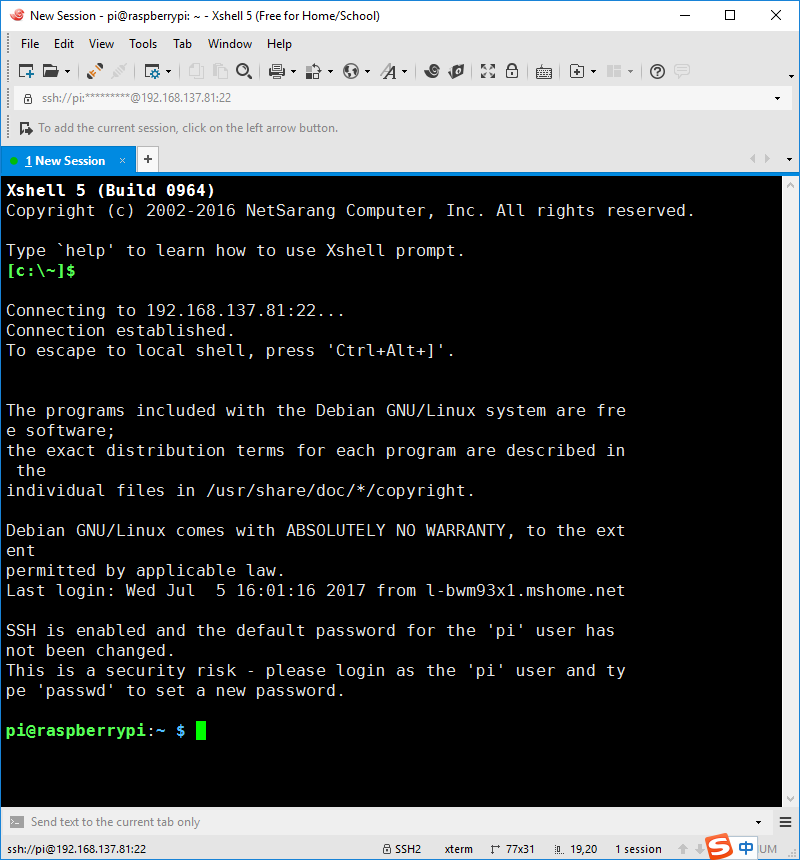 New Session - pi@raspberrypi: ~ - Xshell 5 (Free for Home/School)
File Edit View Tools Tab Window Help
ssh://pi:*********@192.168.137.81:22
To add the current session, click on the left arrow button.
1 New Session × +
Xshell 5 (Build 0964)
Copyright (c) 2002-2016 NetSarang Computer, Inc. All rights reserved.
Type `help' to learn how to use Xshell prompt.
[c:\~]$
Connecting to 192.168.137.81:22...
Connection established.
To escape to local shell, press 'Ctrl+Alt+]'.
The programs included with the Debian GNU/Linux system are fre
e software;
the exact distribution terms for each program are described in
 the
individual files in /usr/share/doc/*/copyright.
Debian GNU/Linux comes with ABSOLUTELY NO WARRANTY, to the ext
ent
permitted by applicable law.
Last login: Wed Jul  5 16:01:16 2017 from l-bwm93x1.mshome.net
SSH is enabled and the default password for the 'pi' user has
not been changed.
This is a security risk - please login as the 'pi' user and ty
pe 'passwd' to set a new password.
pi@raspberrypi:~ $
Send text to the current tab only
ssh://pi@192.168.137.81:22 SSH2 xterm 77x31 19,20 1 session S 中 UM